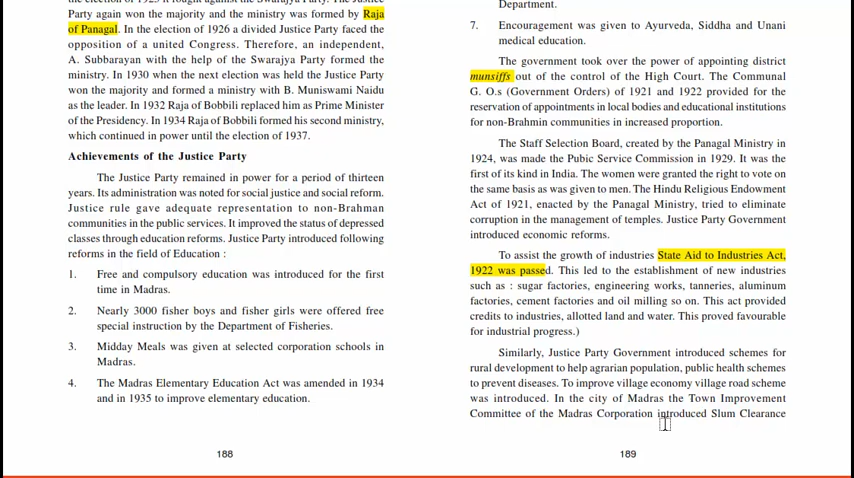 the election of 1923 it fought against the Swarajya Party. The Justice
Party again won the majority and the ministry was formed by Raja
of Panagal. In the election of 1926 a divided Justice Party faced the
opposition of a united Congress. Therefore, an independent,
A. Subbarayan with the help of the Swarajya Party formed the
ministry. In 1930 when the next election was held the Justice Party
won the majority and formed a ministry with B. Muniswami Naidu
as the leader. In 1932 Raja of Bobbili replaced him as Prime Minister
of the Presidency. In 1934 Raja of Bobbili formed his second ministry,
which continued in power until the election of 1937.
Achievements of the Justice Party
The Justice Party remained in power for a period of thirteen
years. Its administration was noted for social justice and social reform.
Justice rule gave adequate representation to non-Brahman
communities in the public services. It improved the status of depressed
classes through education reforms. Justice Party introduced following
reforms in the field of Education :
1. Free and compulsory education was introduced for the first
time in Madras.
2. Nearly 3000 fisher boys and fisher girls were offered free
special instruction by the Department of Fisheries.
3. Midday Meals was given at selected corporation schools in
Madras.
4. The Madras Elementary Education Act was amended in 1934
and in 1935 to improve elementary education.
188
Department.
7. Encouragement was given to Ayurveda, Siddha and Unani
medical education.
The government took over the power of appointing district
munsiffs out of the control of the High Court. The Communal
G. O.s (Government Orders) of 1921 and 1922 provided for the
reservation of appointments in local bodies and educational institutions
for non-Brahmin communities in increased proportion.
The Staff Selection Board, created by the Panagal Ministry in
1924, was made the Pubic Service Commission in 1929. It was the
first of its kind in India. The women were granted the right to vote on
the same basis as was given to men. The Hindu Religious Endowment
Act of 1921, enacted by the Panagal Ministry, tried to eliminate
corruption in the management of temples. Justice Party Government
introduced economic reforms.
To assist the growth of industries State Aid to Industries Act,
1922 was passed. This led to the establishment of new industries
such as : sugar factories, engineering works, tanneries, aluminum
factories, cement factories and oil milling so on. This act provided
credits to industries, allotted land and water. This proved favourable
for industrial progress.)
Similarly, Justice Party Government introduced schemes for
rural development to help agrarian population, public health schemes
to prevent diseases. To improve village economy village road scheme
was introduced. In the city of Madras the Town Improvement
Committee of the Madras Corporation introduced Slum Clearance
189